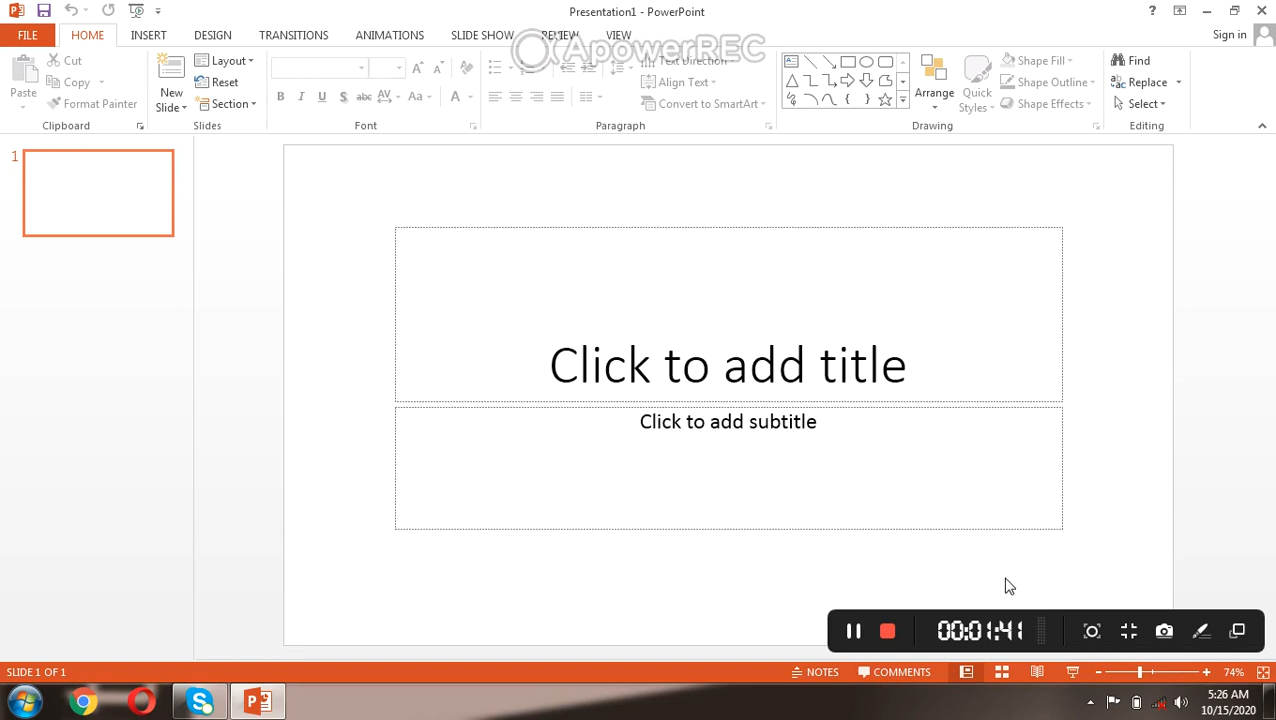 Presentation1 - PowerPoint
?
FILE HOME INSERT DESIGN TRANSITIONS ANIMATIONS SLIDE SHOW REVIEW VIEW
Sign in
ApowerREC
Paste
Cut
Copy
Format Painter
Clipboard
New
Slide
Layout
Reset
Section
Slides
B I U S abc AV Aa A
Font
Text Direction
Align Text
Convert to SmartArt
Paragraph
Arrange
Quick
Styles
Shape Fill
Shape Outline
Shape Effects
Drawing
Find
Replace
Select
Editing
1
Click to add title
Click to add subtitle
00:01:41
SLIDE 1 OF 1
NOTES COMMENTS 74%
5:26 AM
10/15/2020